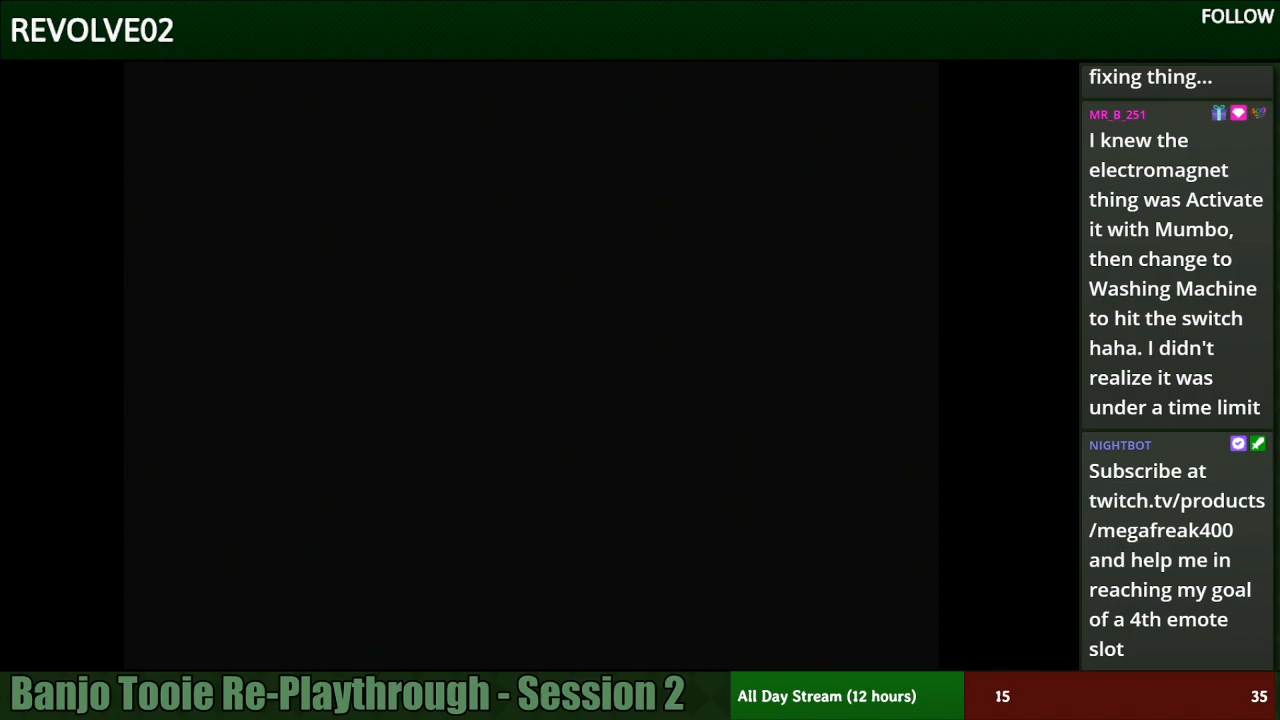 REVOLVE02
FOLLOW
fixing thing...
MR_B_251
I knew the
electromagnet
thing was Activate
it with Mumbo,
then change to
Washing Machine
to hit the switch
haha. I didn't
realize it was
under a time limit
NIGHTBOT
Subscribe at
twitch.tv/products
/megafreak400
and help me in
reaching my goal
of a 4th emote
slot
Banjo Tooie Re-Playthrough - Session 2
All Day Stream (12 hours)
15
35